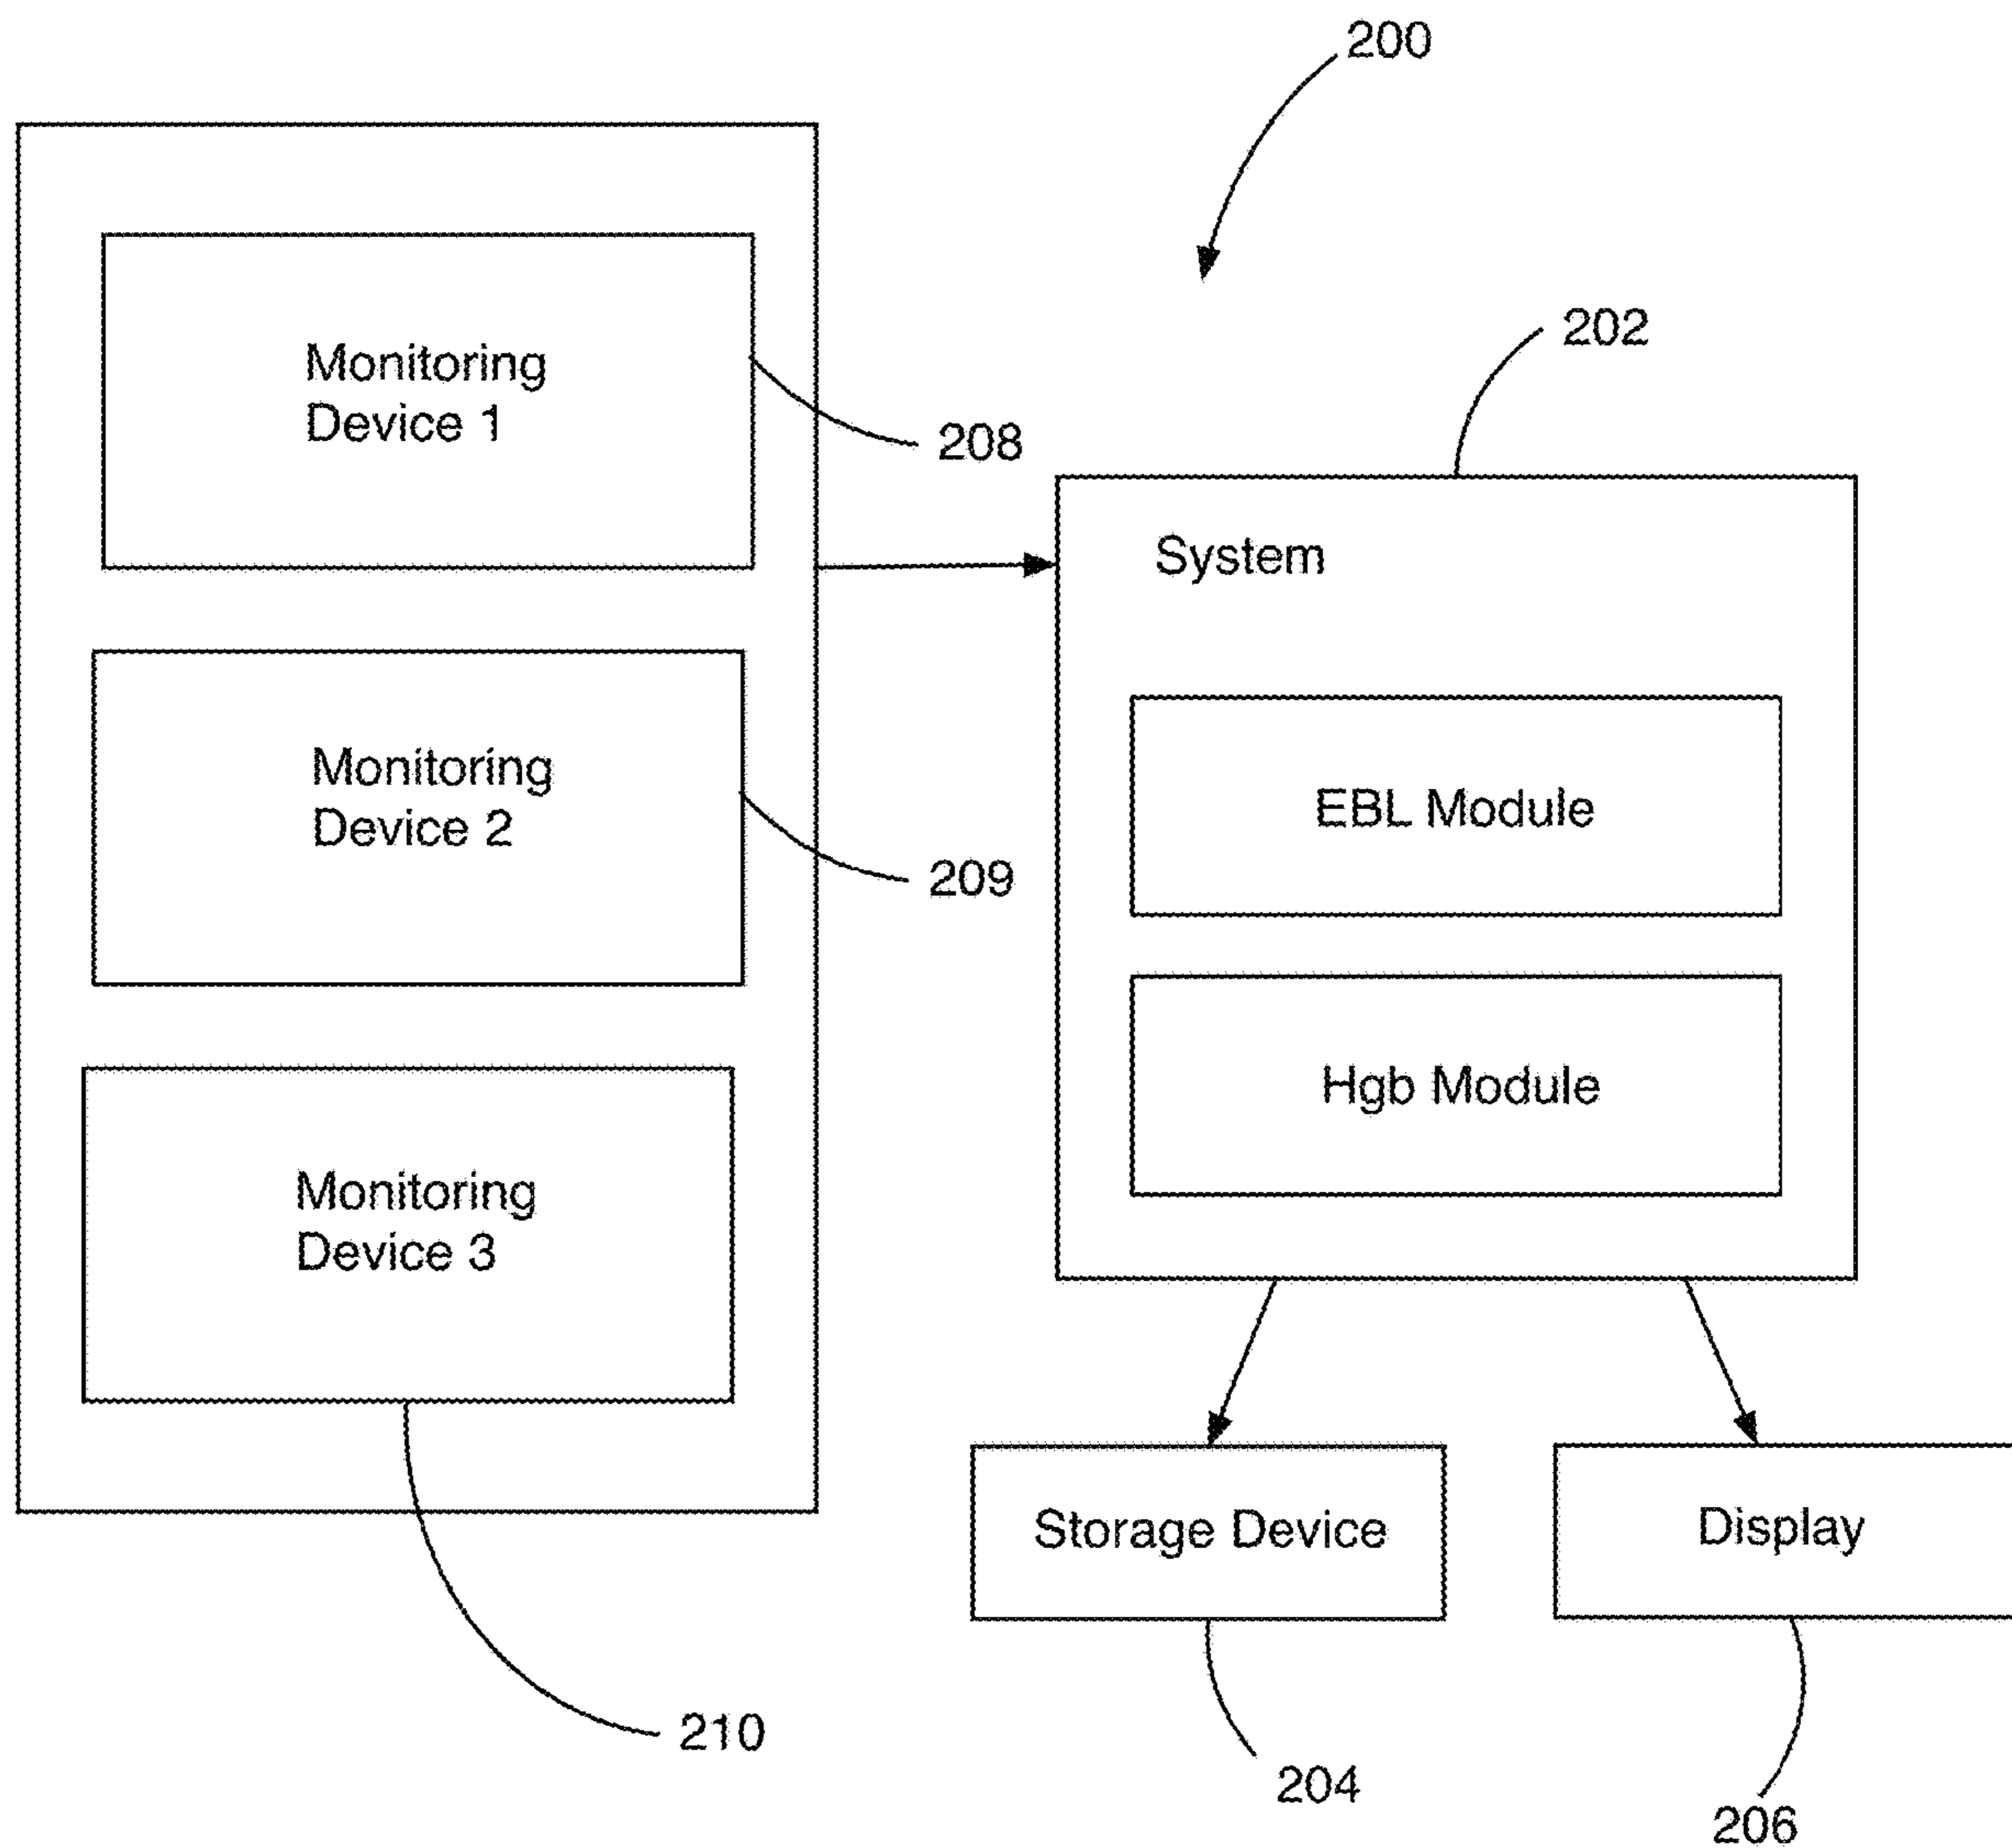 200
Monitoring
Device 1
208
202
System
Monitoring
Device 2
209
EBL Module
Hgb Module
Monitoring
Device 3
210
Storage Device
Display
204
206